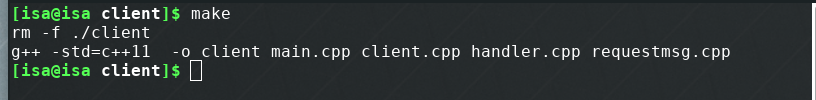 [isa@isa client]$ make
rm -f ./client
g++ -std=c++11  -o client main.cpp client.cpp handler.cpp requestmsg.cpp
[isa@isa client]$